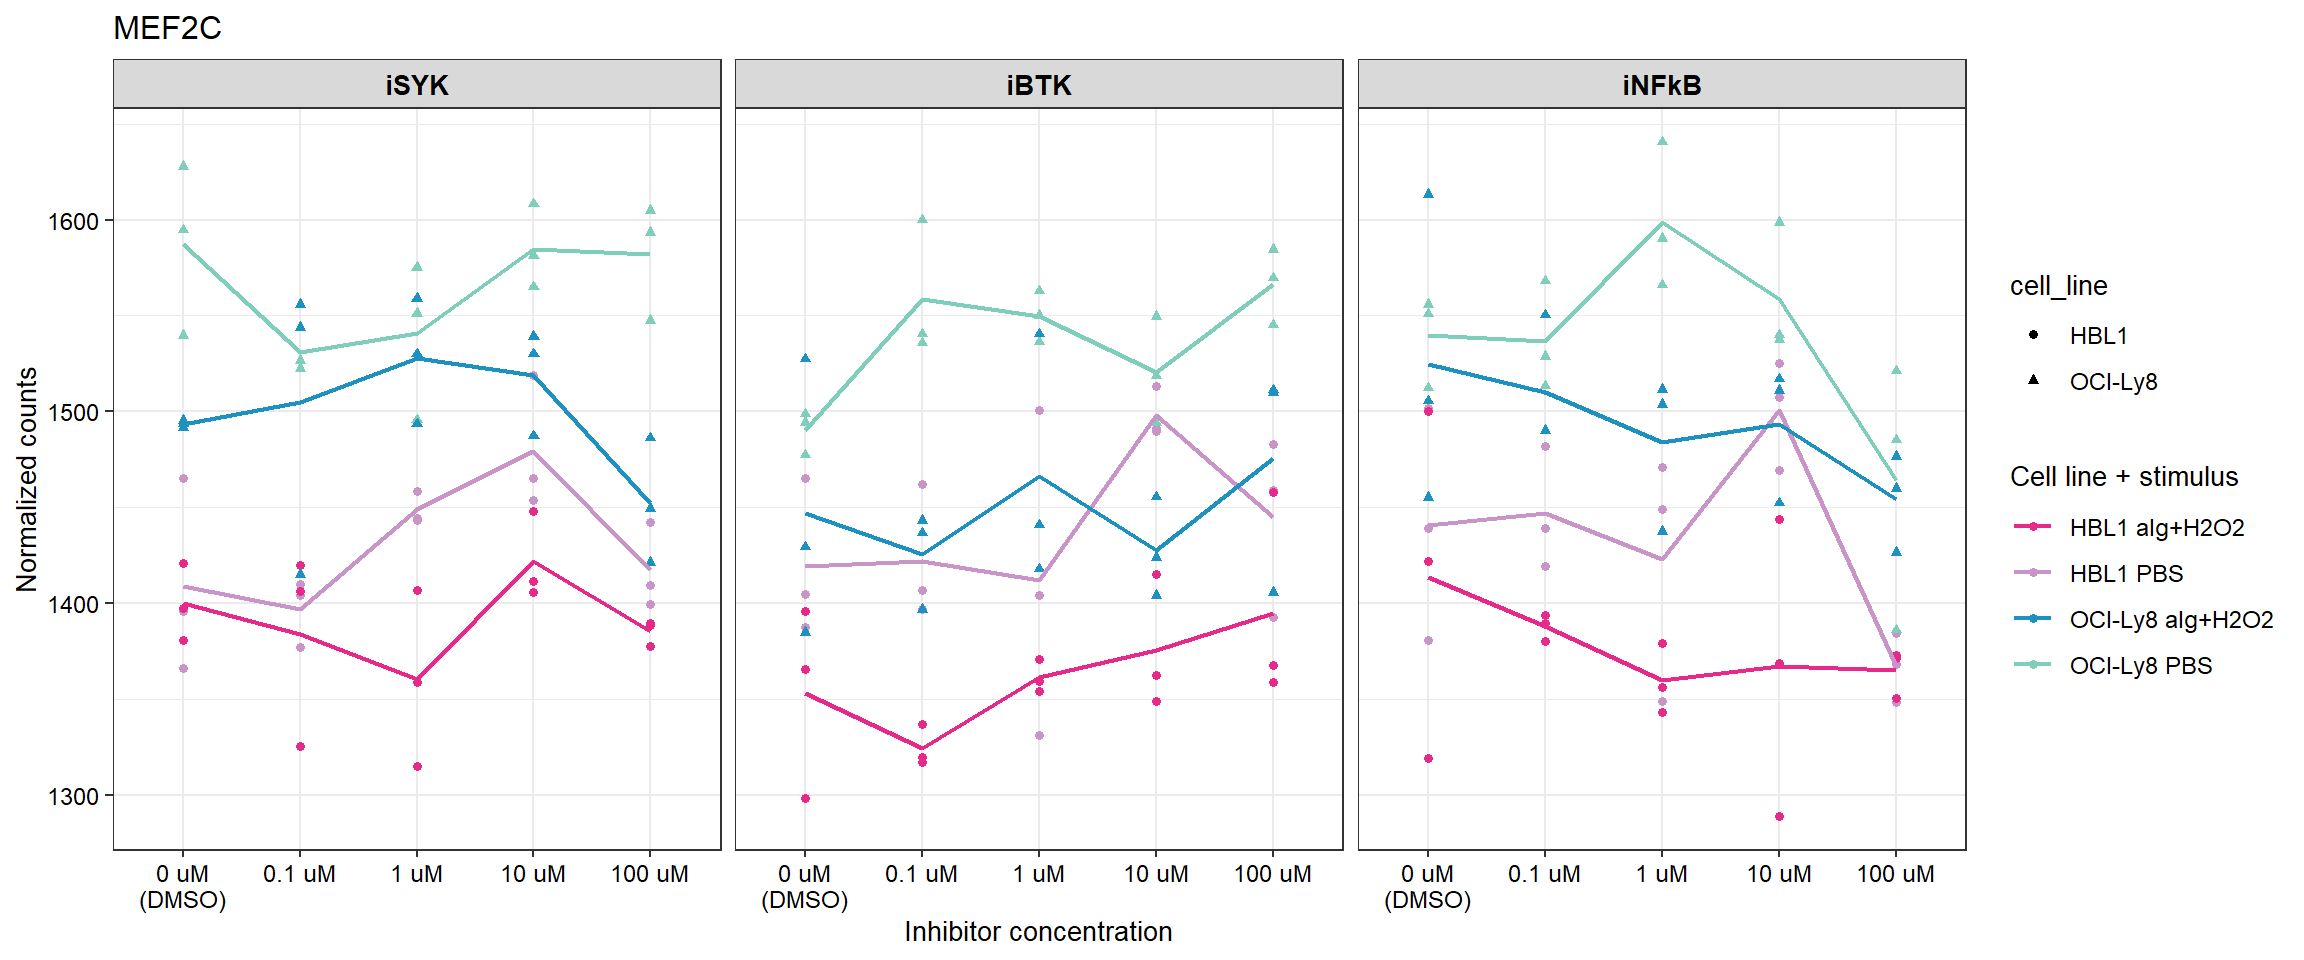 MEF2C
iSYK
iBTK
iNFkB
Normalized counts
1600
1500
1400
1300
0 uM
(DMSO)
0.1 uM
1 uM
10 uM
100 uM
0 uM
(DMSO)
0.1 uM
1 uM
10 uM
100 uM
0 uM
(DMSO)
0.1 uM
1 uM
10 uM
100 uM
Inhibitor concentration
cell_line
HBL1
OCI-Ly8
Cell line + stimulus
HBL1 aIg+H2O2
HBL1 PBS
OCI-Ly8 aIg+H2O2
OCI-Ly8 PBS